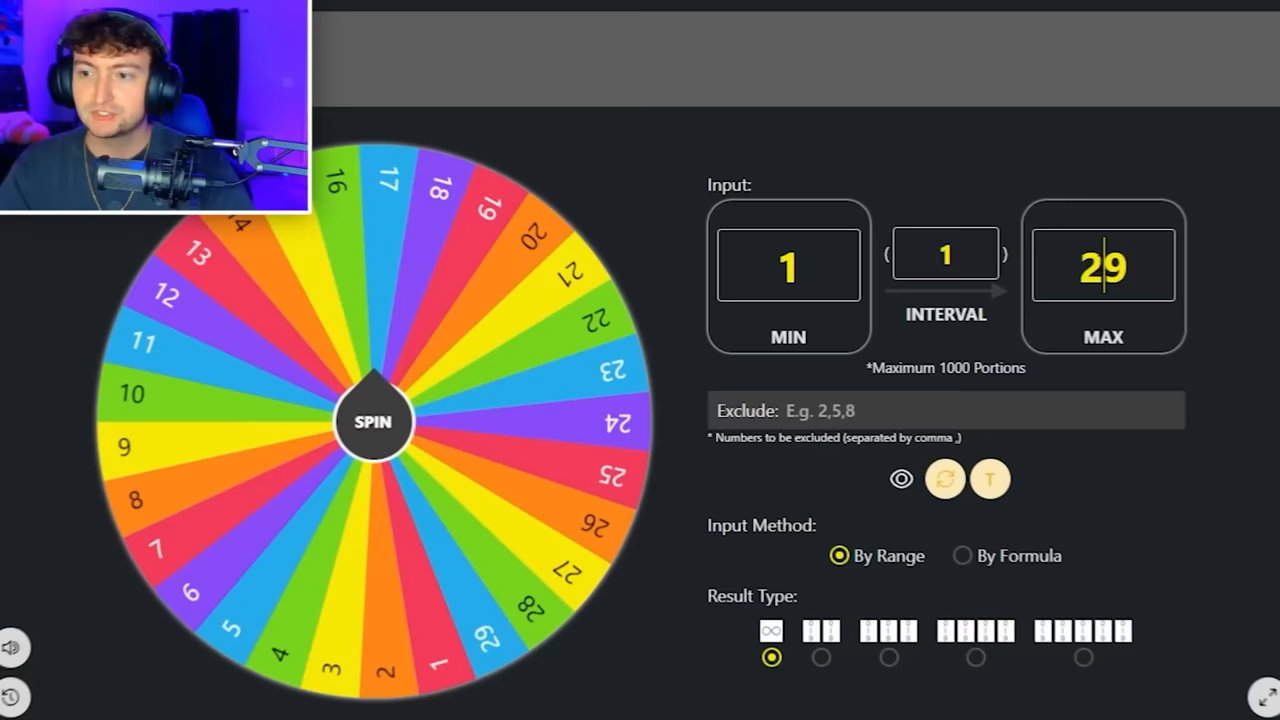 16
17
18
19
20
21
22
23
24
25
26
27
28
29
1
2
3
4
5
6
7
8
9
10
11
12
13
14
SPIN
Input:
1
MIN
( 1 )
INTERVAL
29
MAX
*Maximum 1000 Portions
Exclude: E.g. 2,5,8
* Numbers to be excluded (separated by comma ,)
T
Input Method:
By Range By Formula
Result Type:
∞